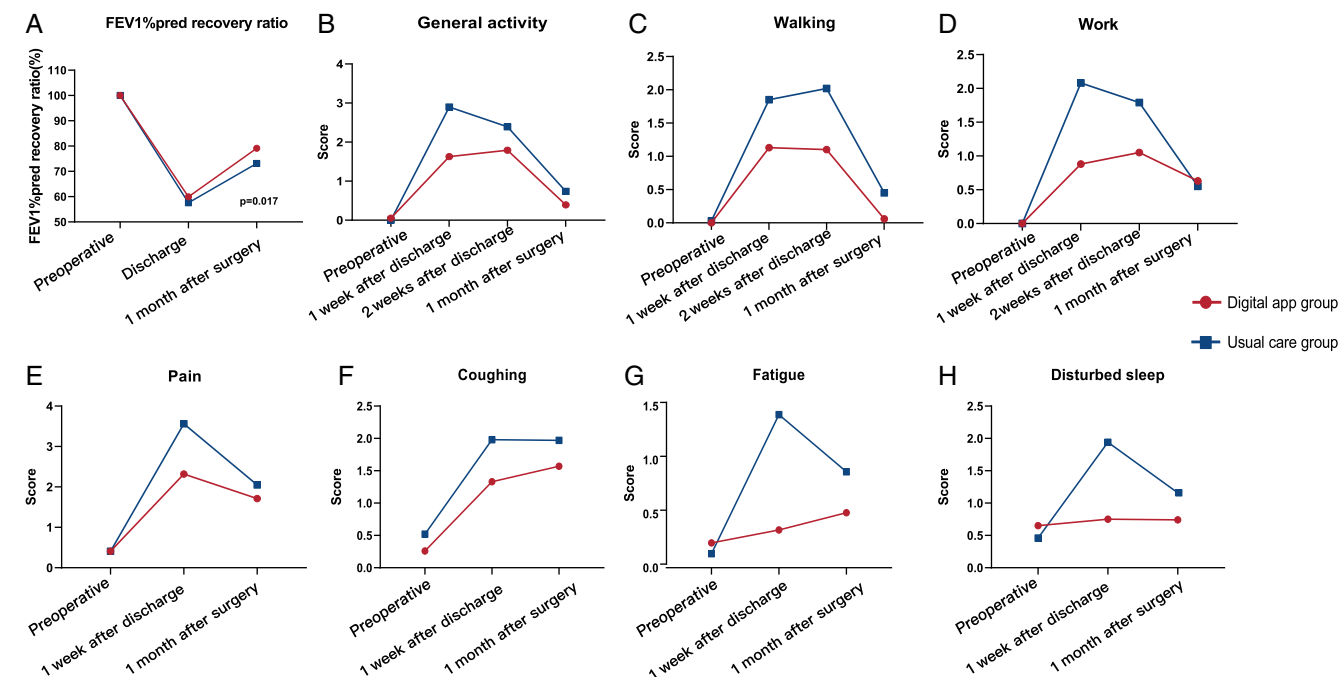 A
FEV1%pred recovery ratio
FEV1%pred recovery ratio(%)
110
100
90
80
70
60
50
p=0.017
Preoperative
Discharge
1 month after surgery
B
General activity
Score
4
3
2
1
0
Preoperative
1 week after discharge
2 weeks after discharge
1 month after surgery
C
Walking
Score
2.5
2.0
1.5
1.0
0.5
0.0
Preoperative
1 week after discharge
2 weeks after discharge
1 month after surgery
D
Work
Score
2.5
2.0
1.5
1.0
0.5
0.0
Preoperative
1 week after discharge
2weeks after discharge
1 month after surgery
Digital app group
Usual care group
E
Pain
Score
4
3
2
1
0
Preoperative
1 week after discharge
1 month after surgery
F
Coughing
Score
2.5
2.0
1.5
1.0
0.5
0.0
Preoperative
1 week after discharge
1 month after surgery
G
Fatigue
Score
1.5
1.0
0.5
0.0
Preoperative
1 week after discharge
1 month after surgery
H
Disturbed sleep
Score
2.5
2.0
1.5
1.0
0.5
0.0
Preoperative
1 week after discharge
1 month after surgery